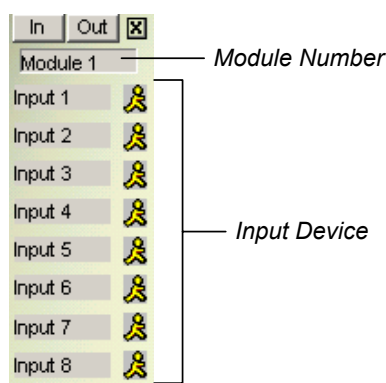 In Out
Module 1
Module Number
Input 1
Input 2
Input 3
Input 4
Input 5
Input Device
Input 6
Input 7
Input 8